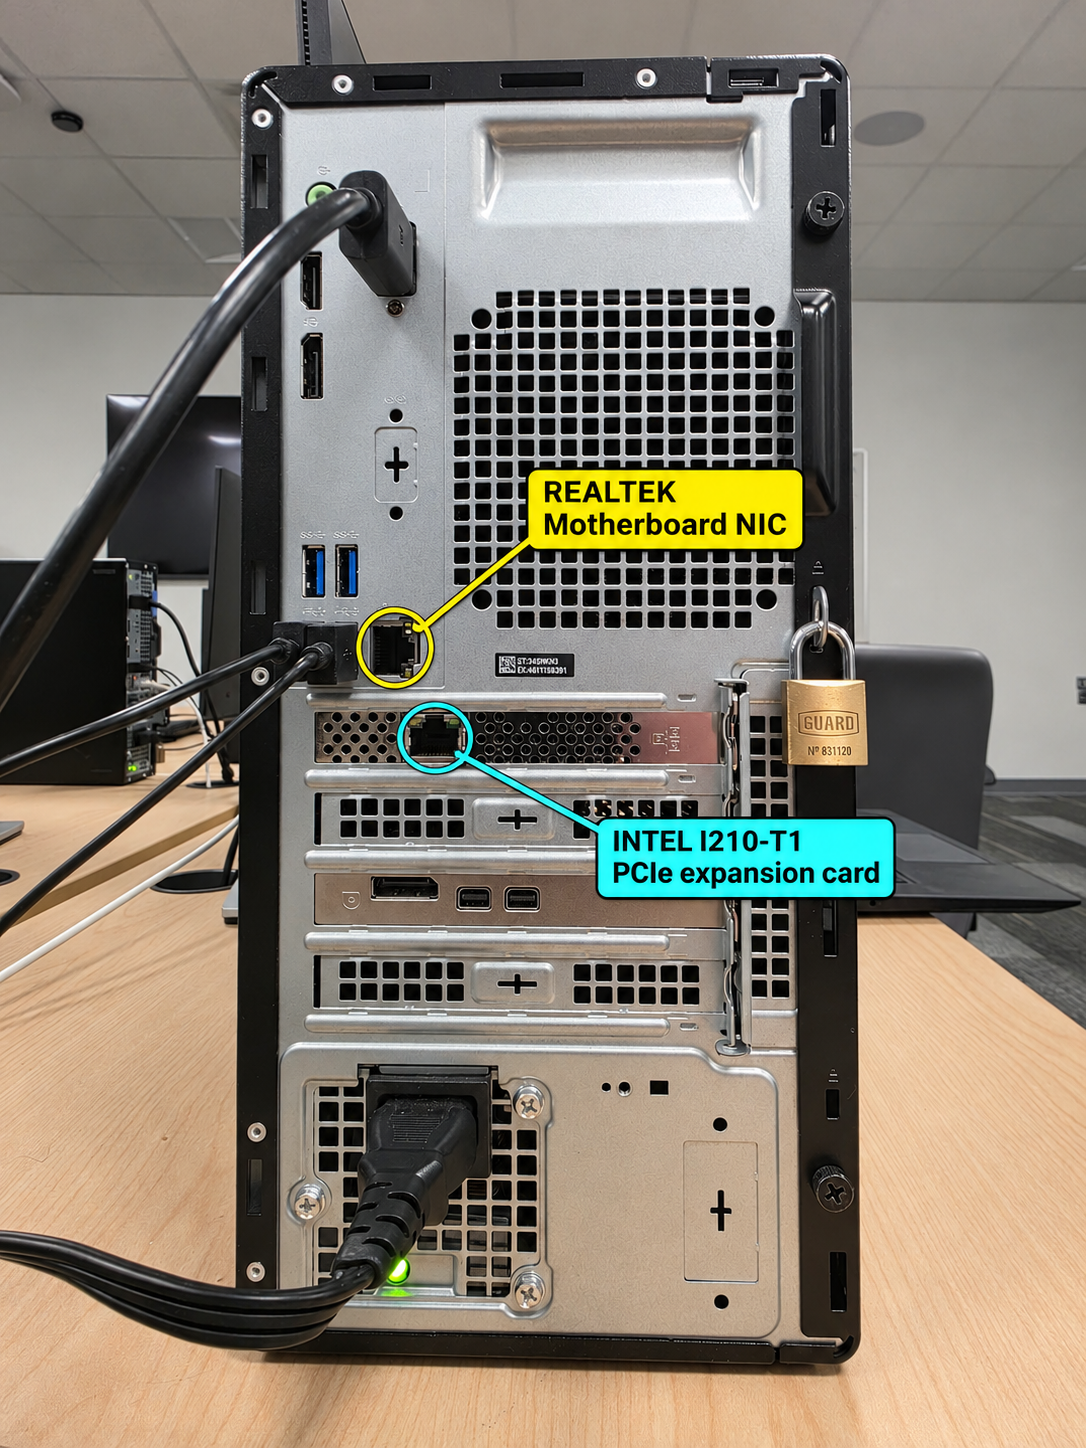 REALTEK
Motherboard NIC
GUARD
Nº 831120
INTEL I210-T1
PCIe expansion card